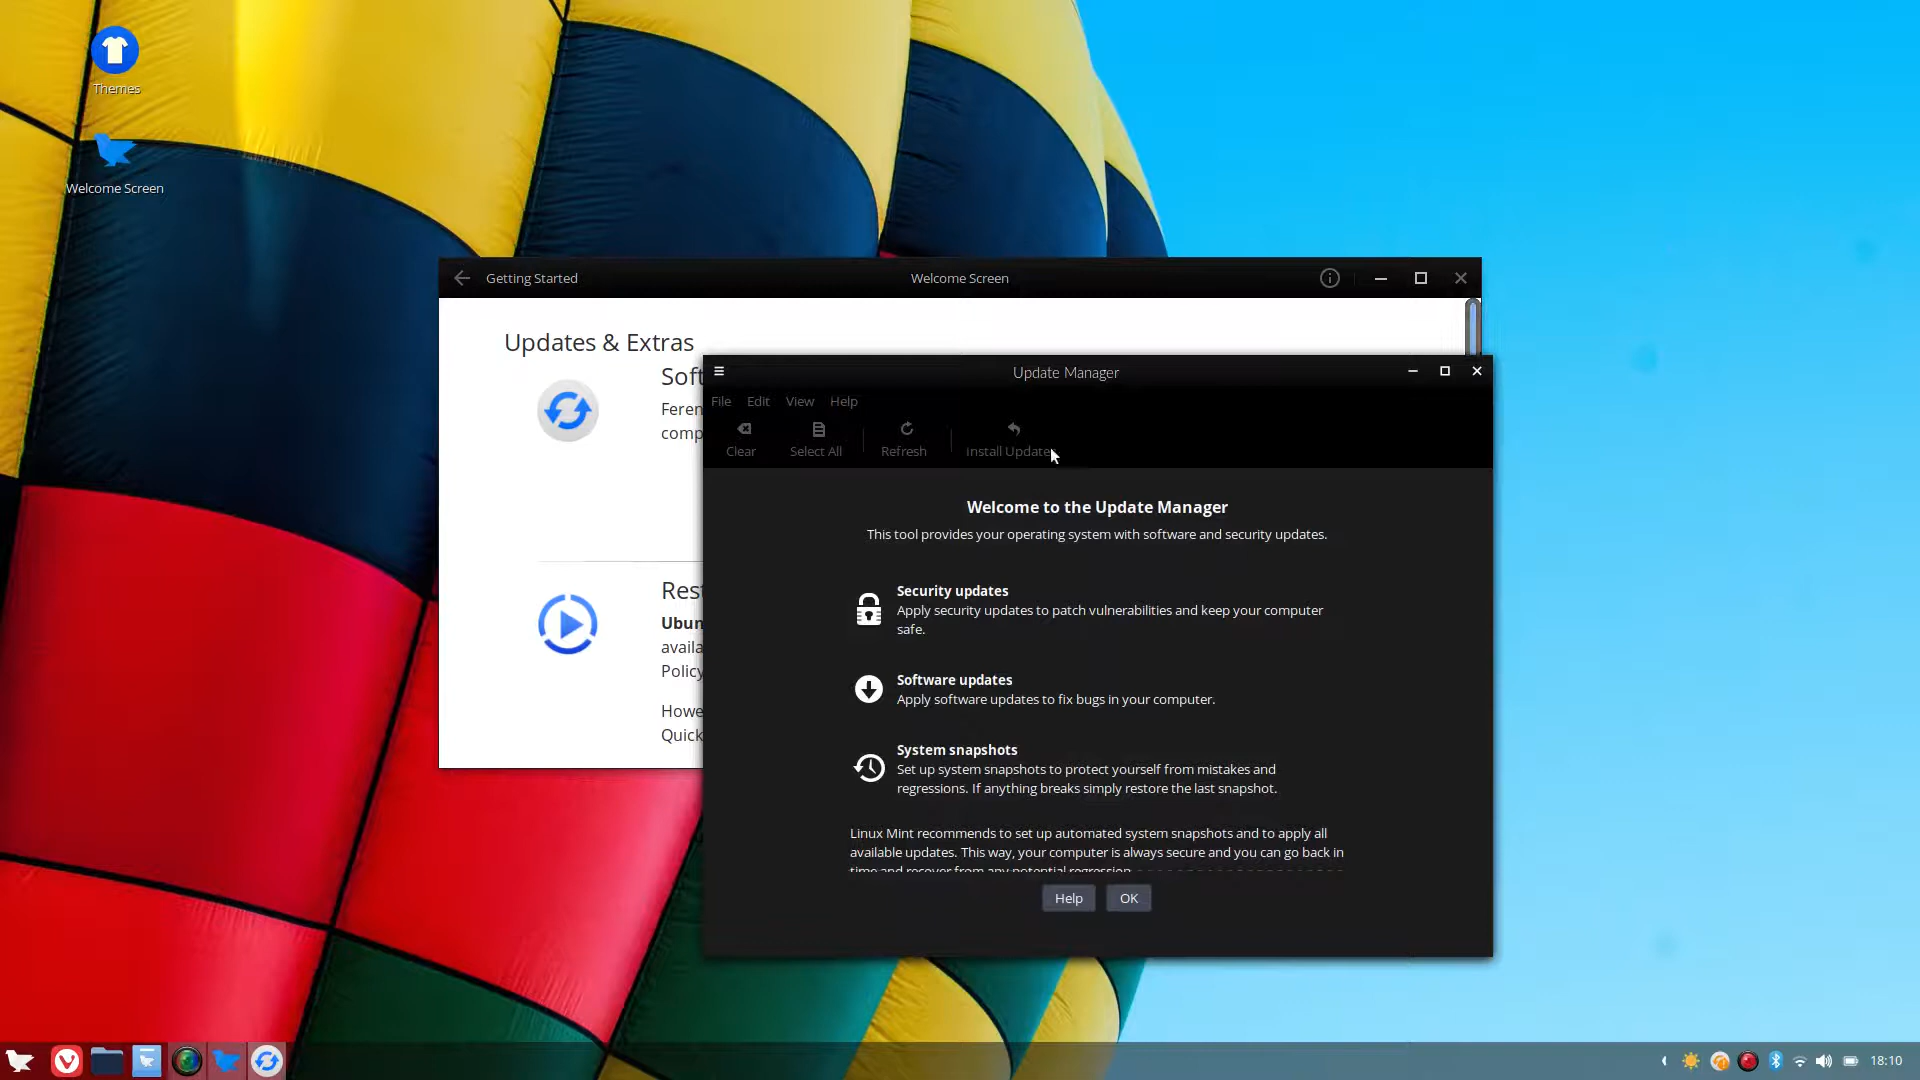 Themes
Welcome Screen
Getting Started
Welcome Screen
Updates & Extras
Soft
Feren
comp
Rest
Ubun
availa
Policy
Howe
Quick
Update Manager
File Edit View Help
Clear Select All Refresh Install Update
Welcome to the Update Manager
This tool provides your operating system with software and security updates.
Security updates
Apply security updates to patch vulnerabilities and keep your computer
safe.
Software updates
Apply software updates to fix bugs in your computer.
System snapshots
Set up system snapshots to protect yourself from mistakes and
regressions. If anything breaks simply restore the last snapshot.
Linux Mint recommends to set up automated system snapshots and to apply all
available updates. This way, your computer is always secure and you can go back in
time and recover from any potential regression.
Help OK
18:10